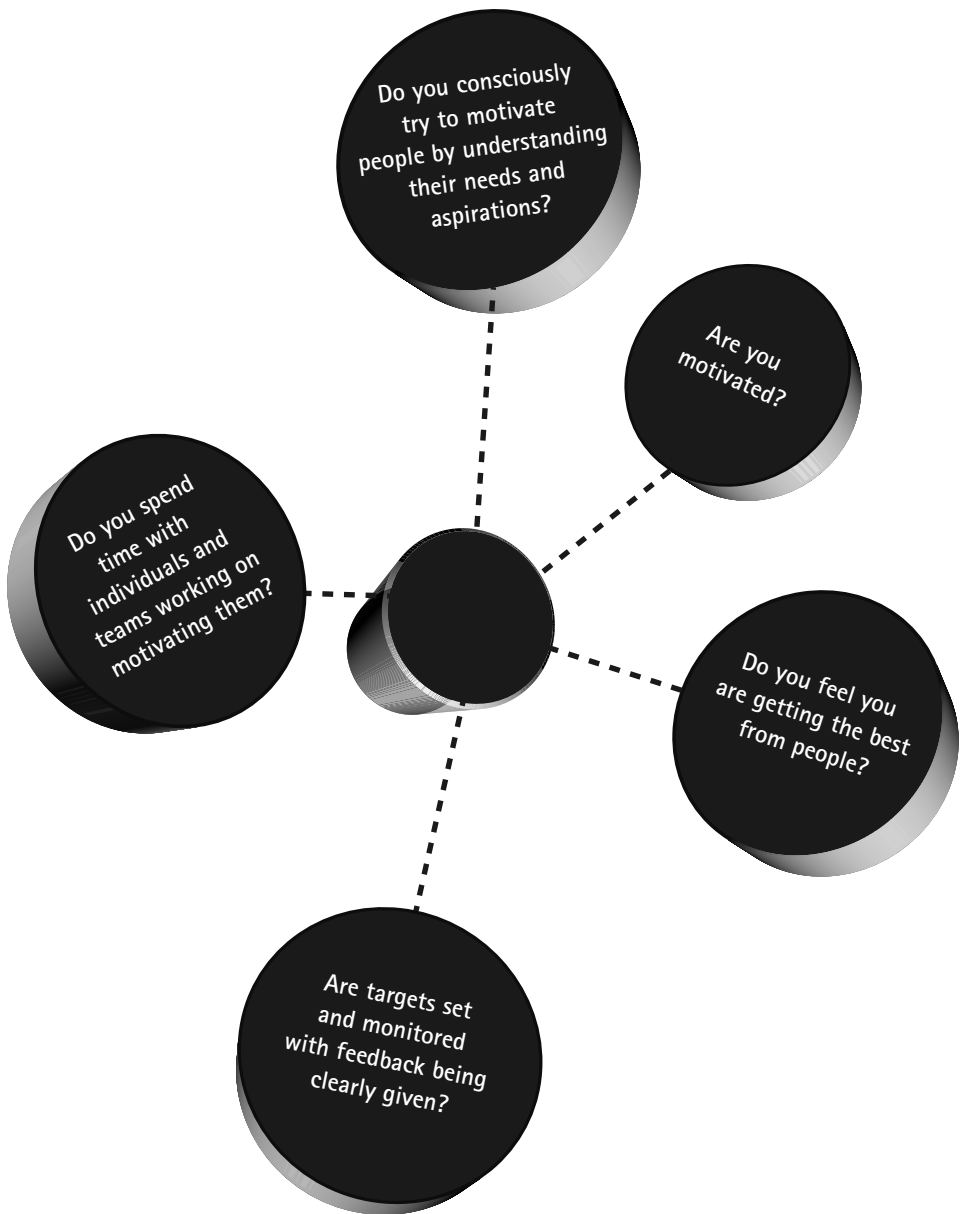 Do you consciously
try to motivate
people by understanding
their needs and
aspirations?
Are you
motivated?
Do you spend
time with
individuals and
teams working on
motivating them?
Do you feel you
are getting the best
from people?
Are targets set
and monitored
with feedback being
clearly given?